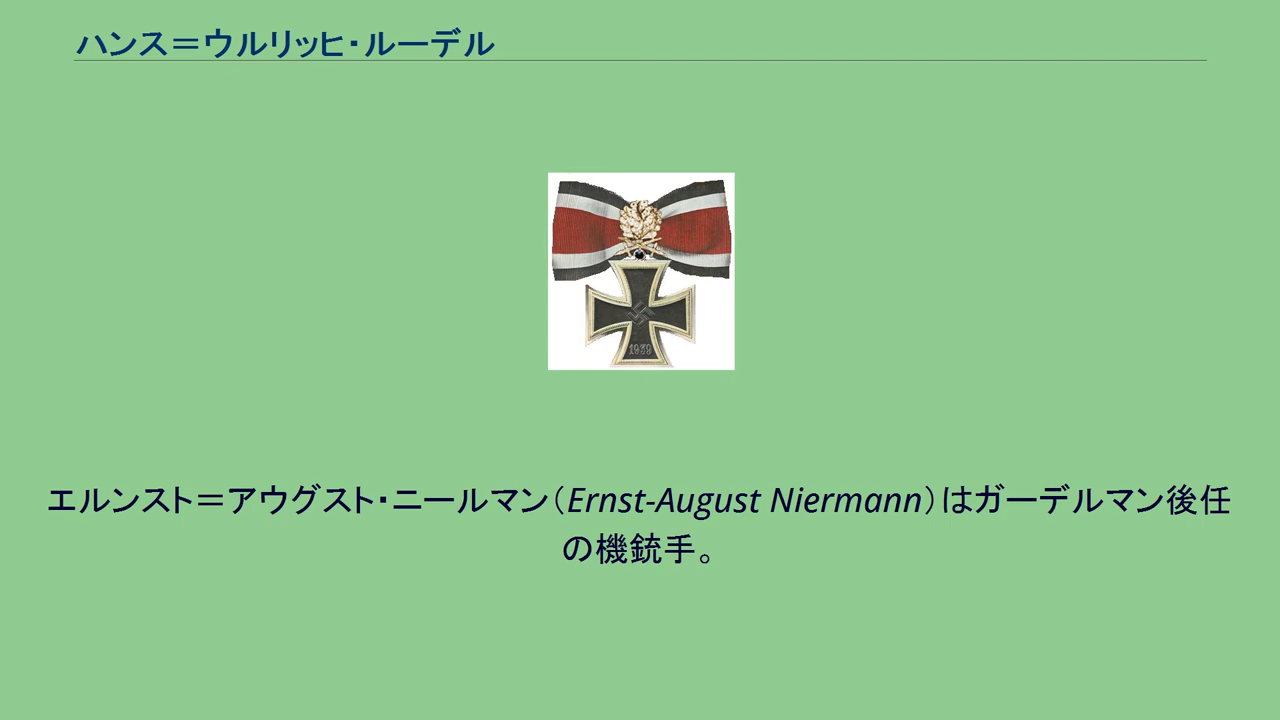 ハンス＝ウルリッヒ・ルーデル
1939
エルンスト＝アウグスト・ニールマン（Ernst-August Niermann）はガーデルマン後任
の機銃手。